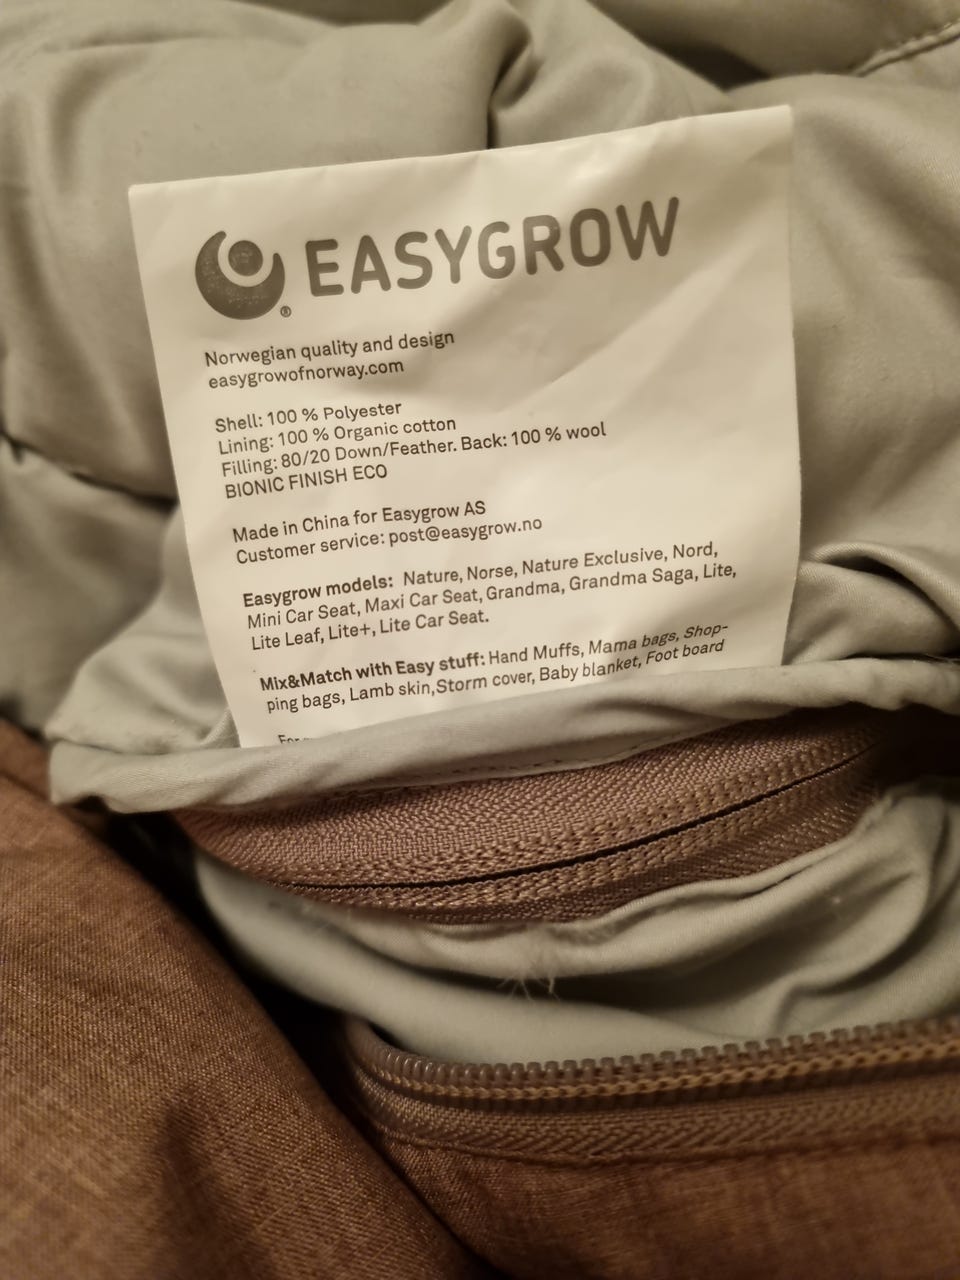 EASYGROW
®
Norwegian quality and design
easygrowofnorway.com
Shell: 100 % Polyester
Lining: 100 % Organic cotton
Filling: 80/20 Down/Feather. Back: 100 % wool
BIONIC FINISH ECO
Made in China for Easygrow AS
Customer service: post@easygrow.no
Easygrow models: Nature, Norse, Nature Exclusive, Nord,
Mini Car Seat, Maxi Car Seat, Grandma, Grandma Saga, Lite,
Lite Leaf, Lite+, Lite Car Seat.
Mix&Match with Easy stuff: Hand Muffs, Mama bags, Shop-
ping bags, Lamb skin,Storm cover, Baby blanket, Foot board